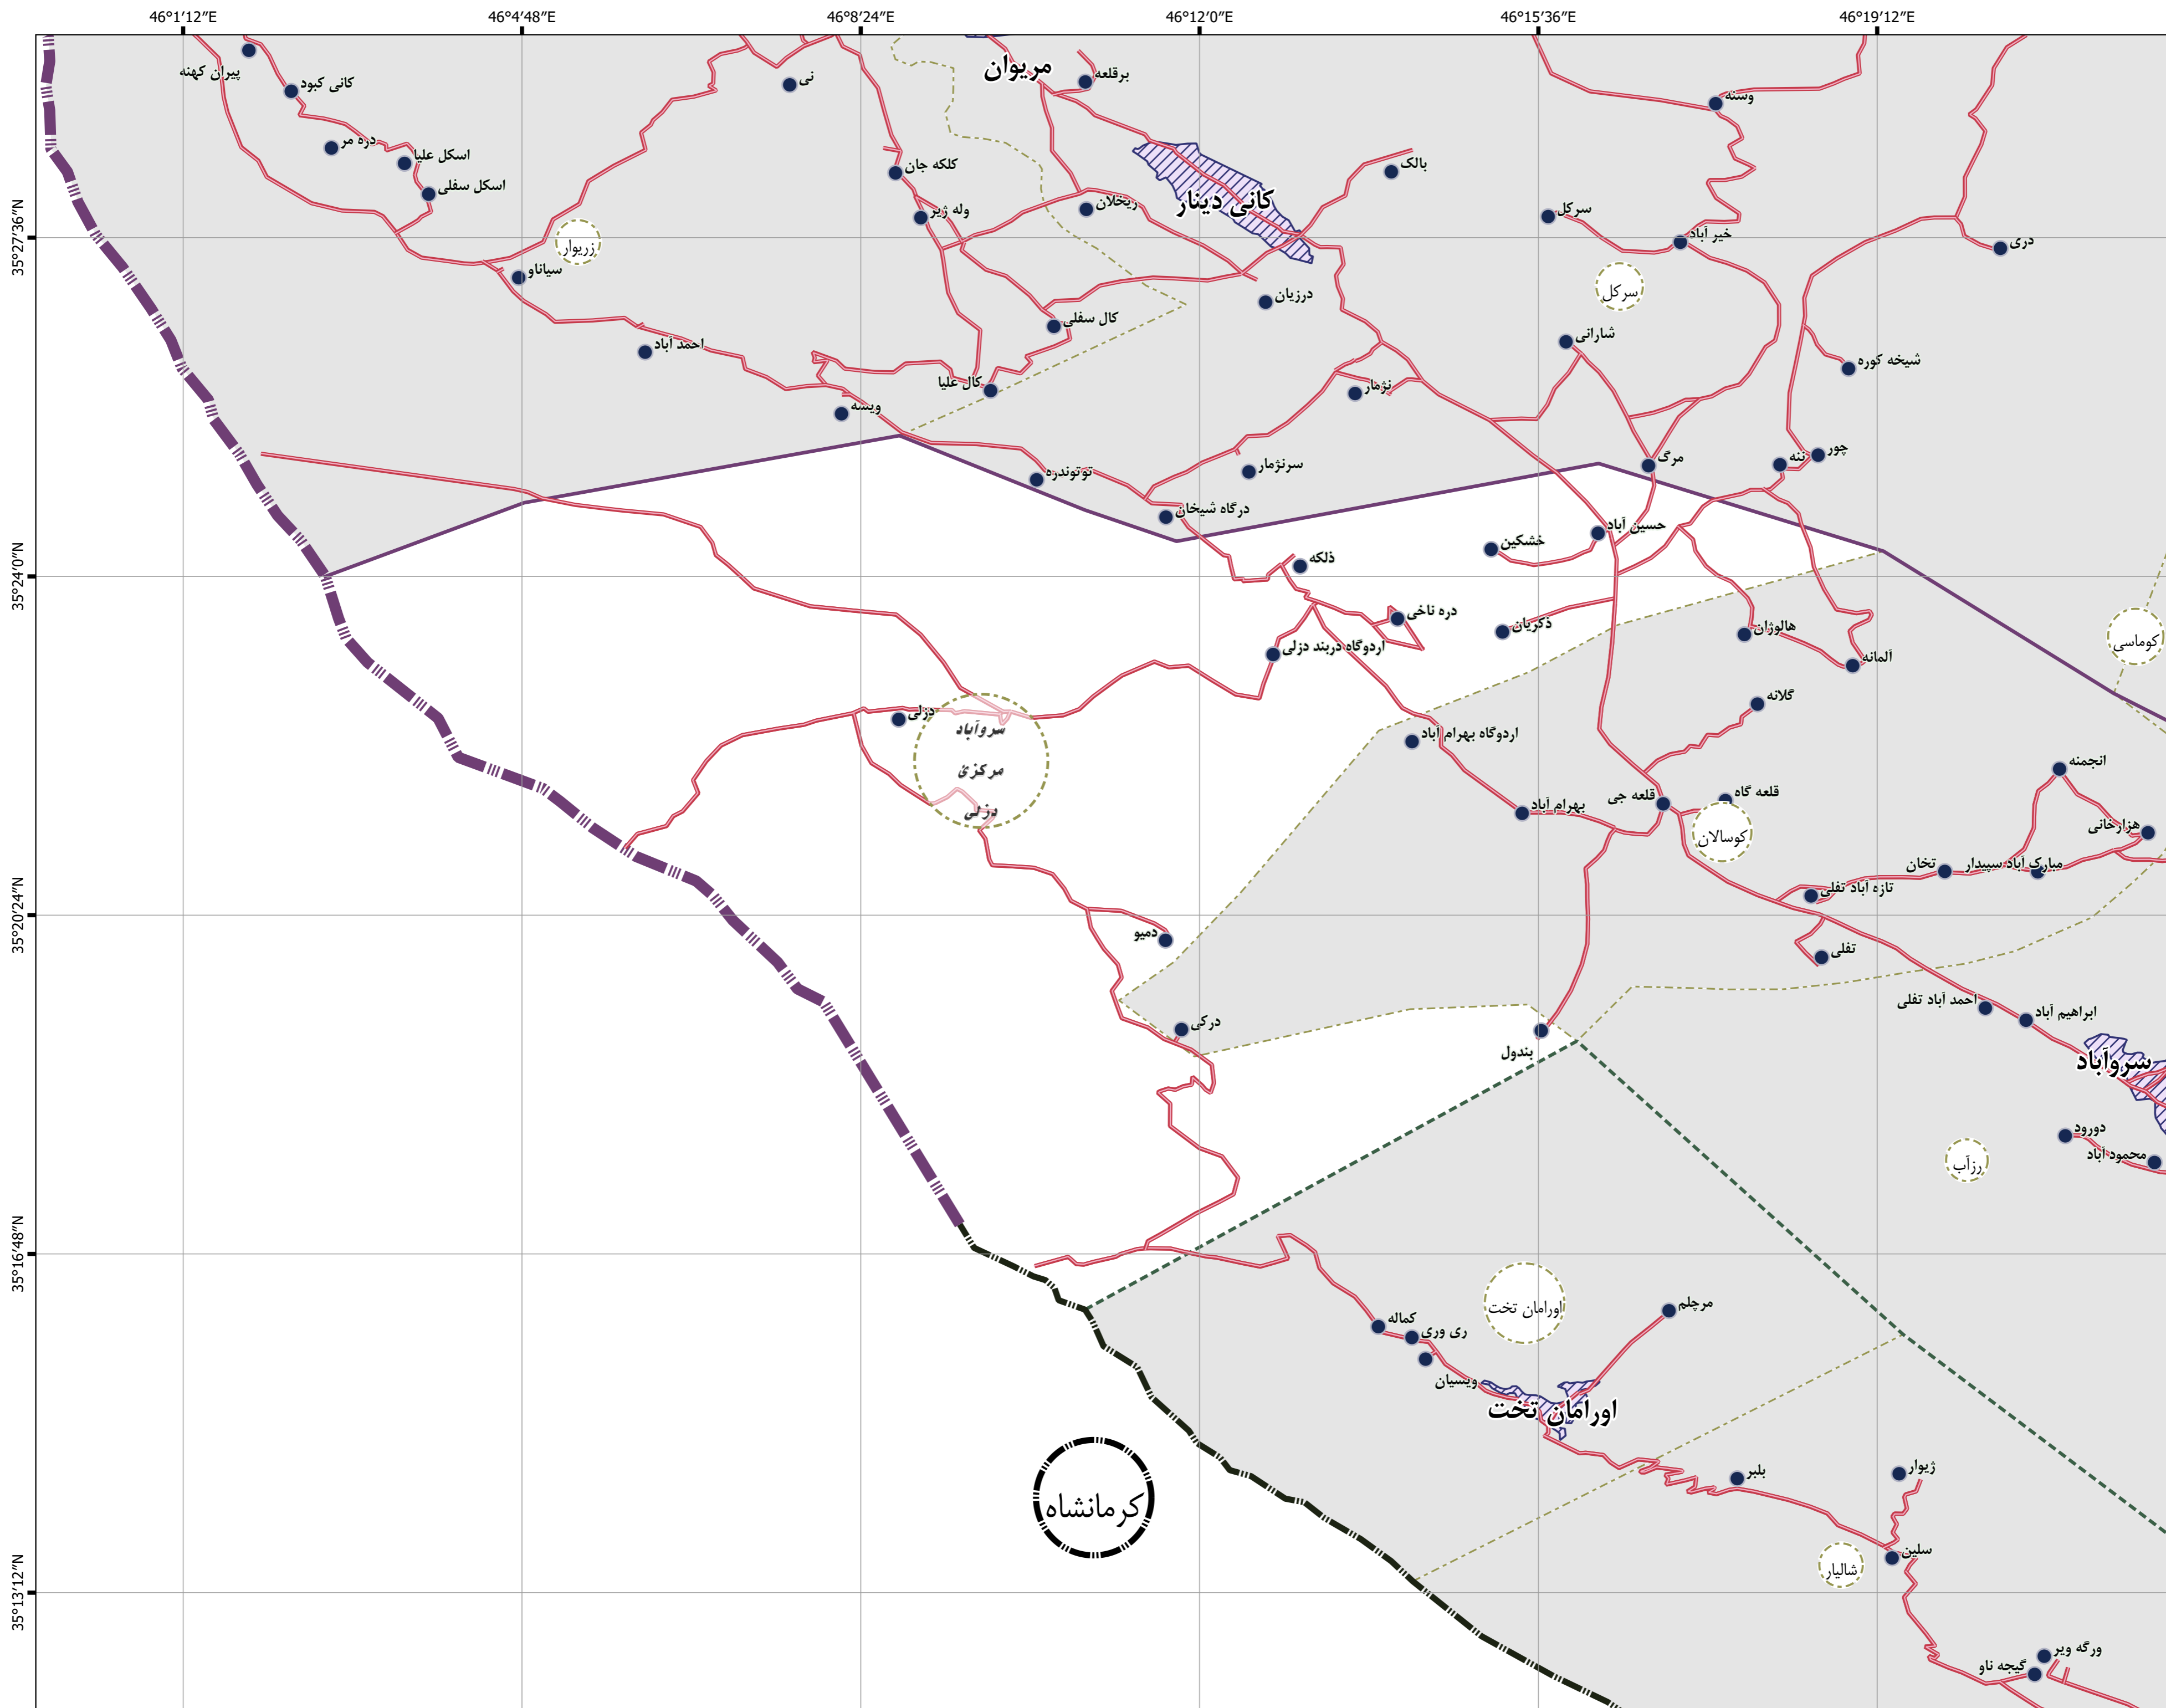 46°1'12"E
46°4'48"E
46°8'24"E
46°12'0"E
46°15'36"E
46°19'12"E
35°27'36"N
35°24'0"N
35°20'24"N
35°16'48"N
35°13'12"N
پیران کهنه
کانی کبود
نی
مریوان
برقلعه
وسنه
دره مر
اسکل علیا
اسکل سفلی
کلکه جان
بالک
وله ژیر
ریخلان
کانی دینار
سرکل
خیر آباد
دری
زریوار
سیاناو
درزیان
سرکل
کال سفلی
احمد آباد
شارانی
شیخه کوره
کال علیا
نژمار
ویسه
توتونده
سرنژمار
مرگ
ننه
چور
درگاه شیخان
حسین آباد
خشکین
ذلکه
دره ناخی
ذکریان
هالوژان
کوماسی
اردوگاه دربند دزلی
آلمانه
گلانه
دزلی
سروآباد
مرکزئ
دزلی
اردوگاه بهرام آباد
انجمنه
قلعه جی
قلعه گاه
بهرام آباد
کوسالان
هزارخانی
تخان
مبارک آباد سپیدار
تازه آباد تفلی
دمیو
تفلی
احمد آباد تفلی
ابراهیم آباد
درکی
بندول
سروآباد
دورود
محمود آباد
رزآب
اورامان تخت
مرچلم
کماله
ری وری
ویسیان
اورامان تخت
کرمانشاه
بلبر
ژیوار
سلین
شالیار
ورگه ویر
گیجه ناو